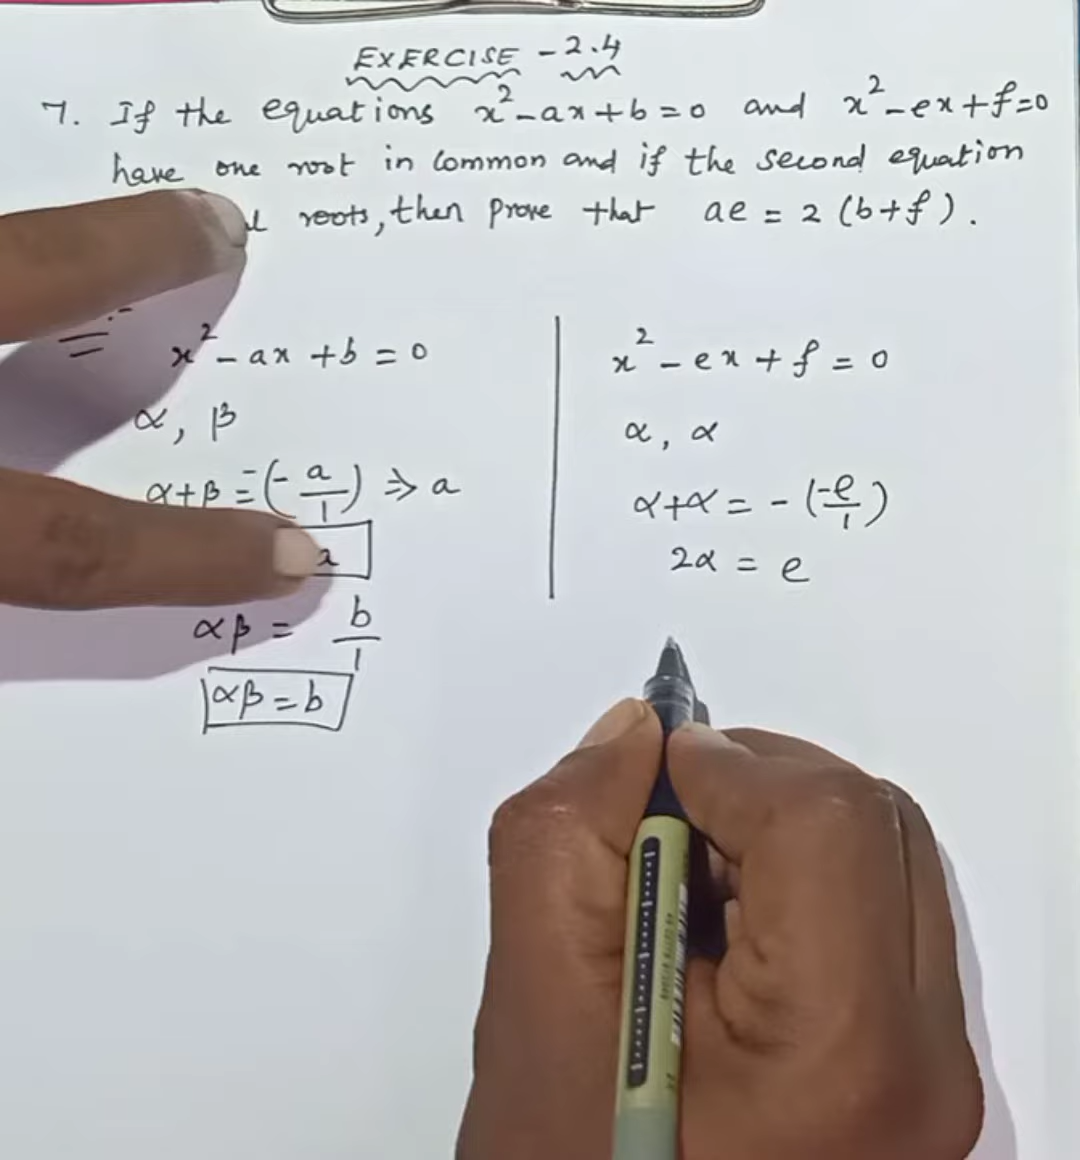 EXERCISE - 2.4
7. If the equations x² - ax + b = 0 and x² - ex + f = 0
have one root in common and if the second equation
roots, then prove that ae = 2 (b+f).
x² - ax + b = 0
α, β
α+β = -(-a/1) ⇒ a
a
αβ = b/1
αβ = b
x² - ex + f = 0
α, α
α+α = -(-e/1)
2α = e